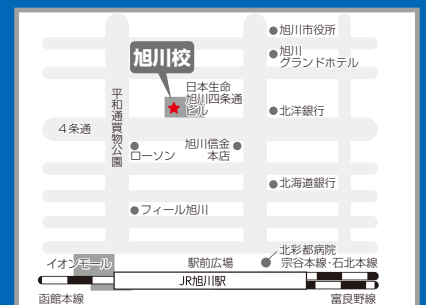 旭川市役所
旭川
グランドホテル
旭川校
日本生命
旭川四条通
ビル
平和通買物公園
北洋銀行
4条通
ローソン
旭川信金
本店
北海道銀行
フィール旭川
北彩都病院
イオンモール
駅前広場
宗谷本線・石北本線
JR旭川駅
函館本線
富良野線